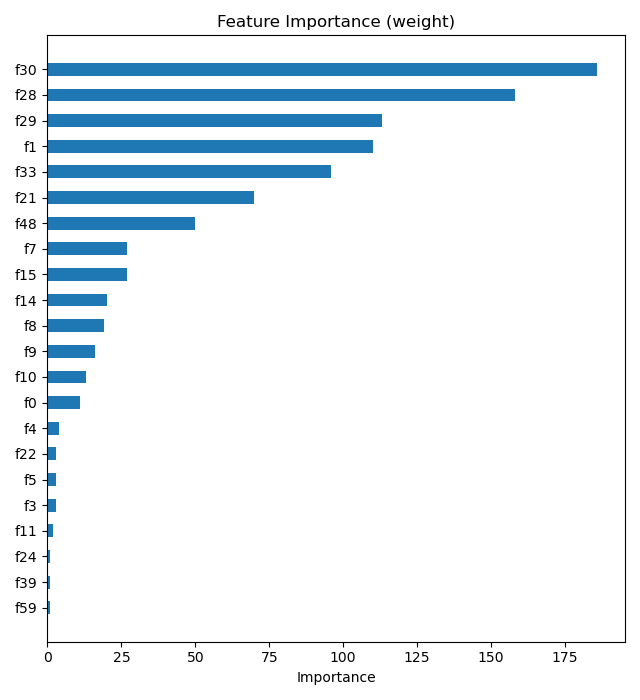 Feature Importance (weight)
f30
f28
f29
f1
f33
f21
f48
f7
f15
f14
f8
f9
f10
f0
f4
f22
f5
f3
f11
f24
f39
f59
0 25 50 75 100 125 150 175
Importance